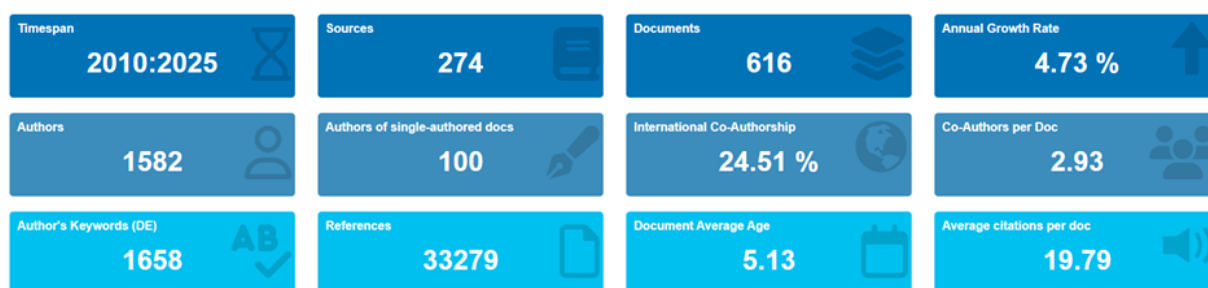 Timespan
2010:2025
Sources
274
Documents
616
Annual Growth Rate
4.73 %
Authors
1582
Authors of single-authored docs
100
International Co-Authorship
24.51 %
Co-Authors per Doc
2.93
Author's Keywords (DE)
1658
AB
References
33279
Document Average Age
5.13
Average citations per doc
19.79